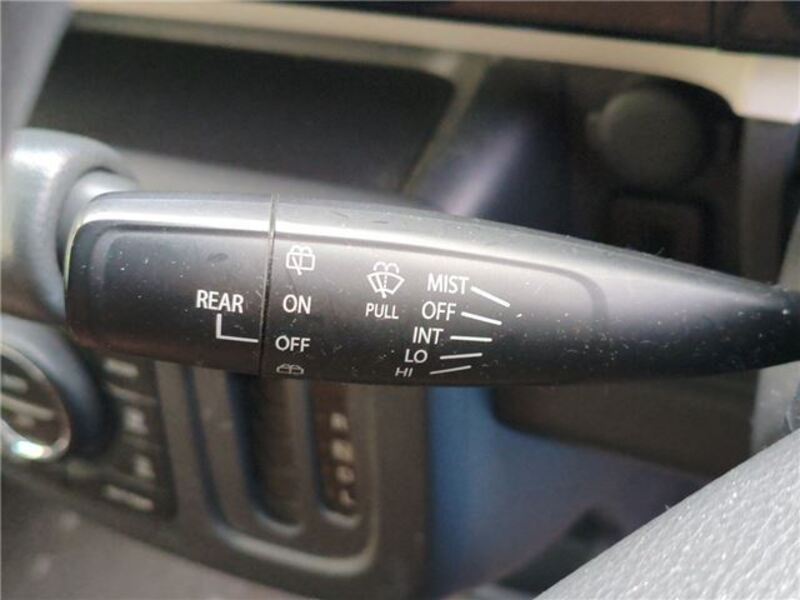 REAR
ON
OFF
PULL
MIST
OFF
INT
LO
HI